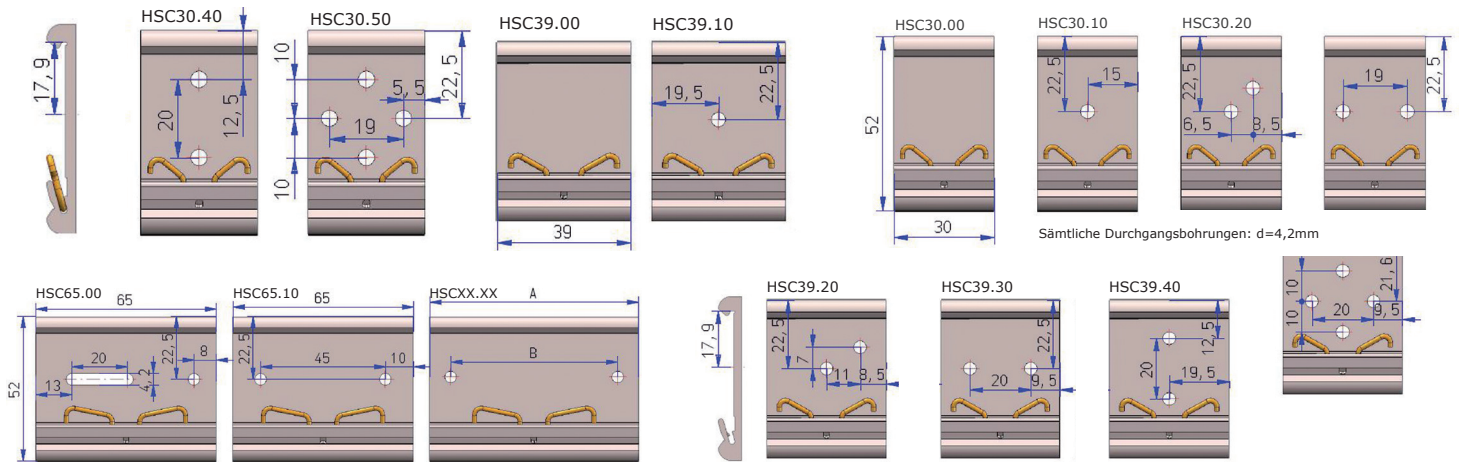 HSC30.40
17,9
20
12,5
HSC30.50
10
10
19
5,5
22,5
HSC39.00
39
HSC39.10
19,5
22,5
HSC30.00
52
30
HSC30.10
22,5
15
HSC30.20
22,5
6,5
8,5
19
22,5
Sämtliche Durchgangsbohrungen: d=4,2mm
HSC65.00
65
52
20
13
4,2
22,5
8
HSC65.10
65
22,5
45
10
HSCXX.XX
A
B
17,9
HSC39.20
22,5
7
11
8,5
HSC39.30
22,5
20
9,5
HSC39.40
12,5
20
19,5
10
10
20
21,6
9,5